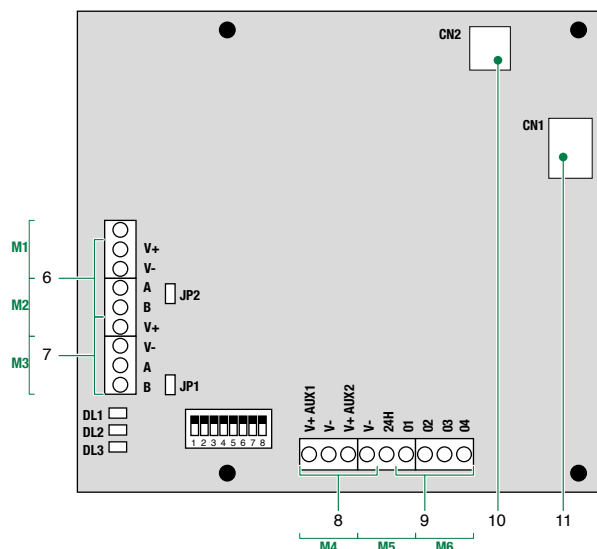 CN2
CN1
M1
6
V+
V-
M2
A
B
JP2
V+
M3
7
V-
A
B
JP1
DL1
DL2
DL3
1 2 3 4 5 6 7 8
V+ AUX1
V-
V+ AUX2
V-
24H
01
02
03
04
8
9
10
11
M4
M5
M6